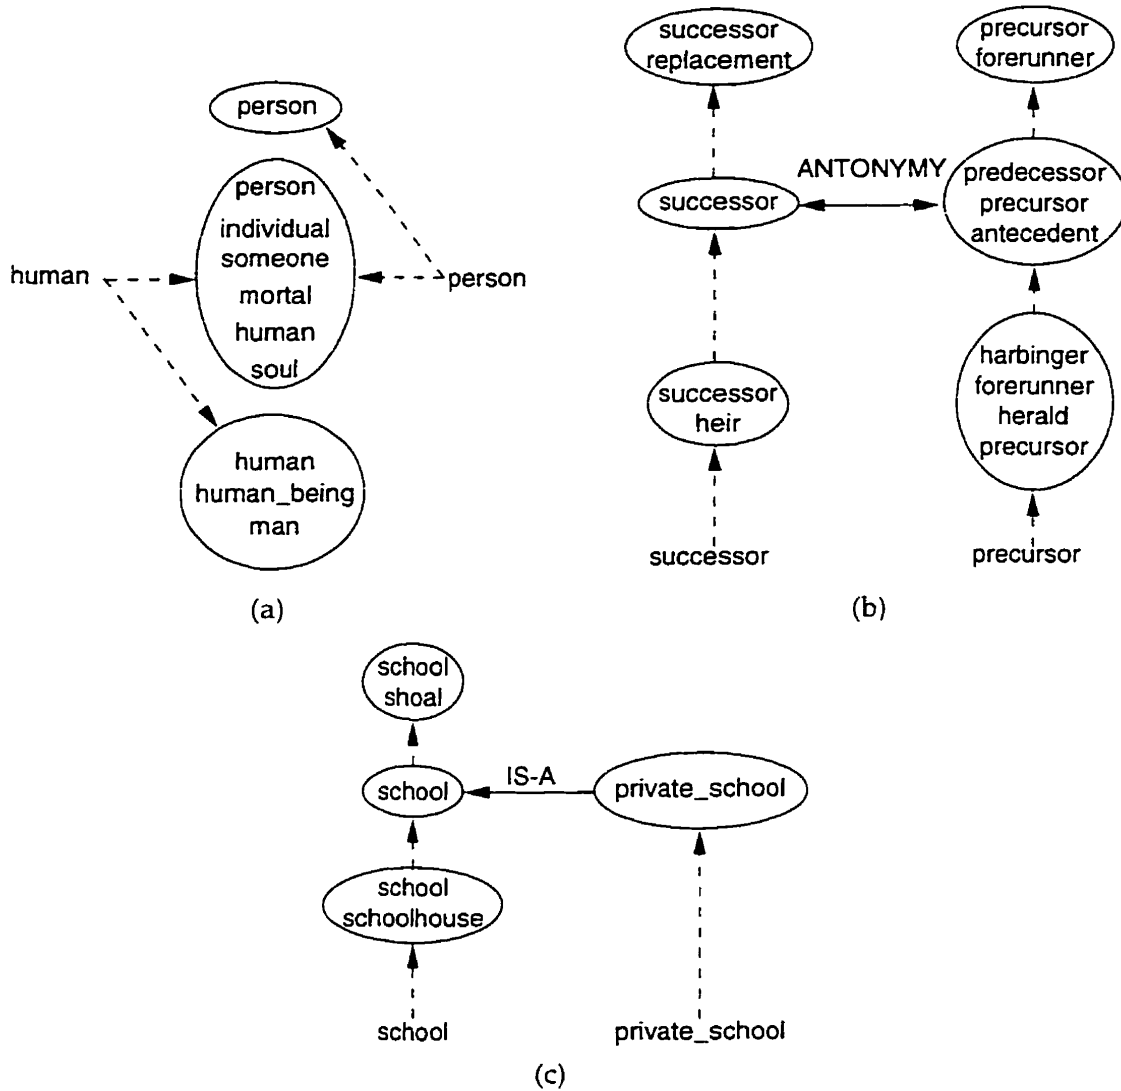 person
person
individual
someone
mortal
human
soul
human
person
human
human_being
man
(a)
successor
replacement
precursor
forerunner
ANTONYMY
successor
predecessor
precursor
antecedent
successor
heir
harbinger
forerunner
herald
precursor
successor
precursor
(b)
school
shoal
IS-A
school
private_school
school
schoolhouse
school
private_school
(c)